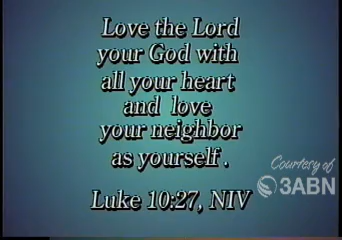 Love the Lord
your God with
all your heart
and love
your neighbor
as yourself.
Luke 10:27, NIV
Courtesy of
3ABN